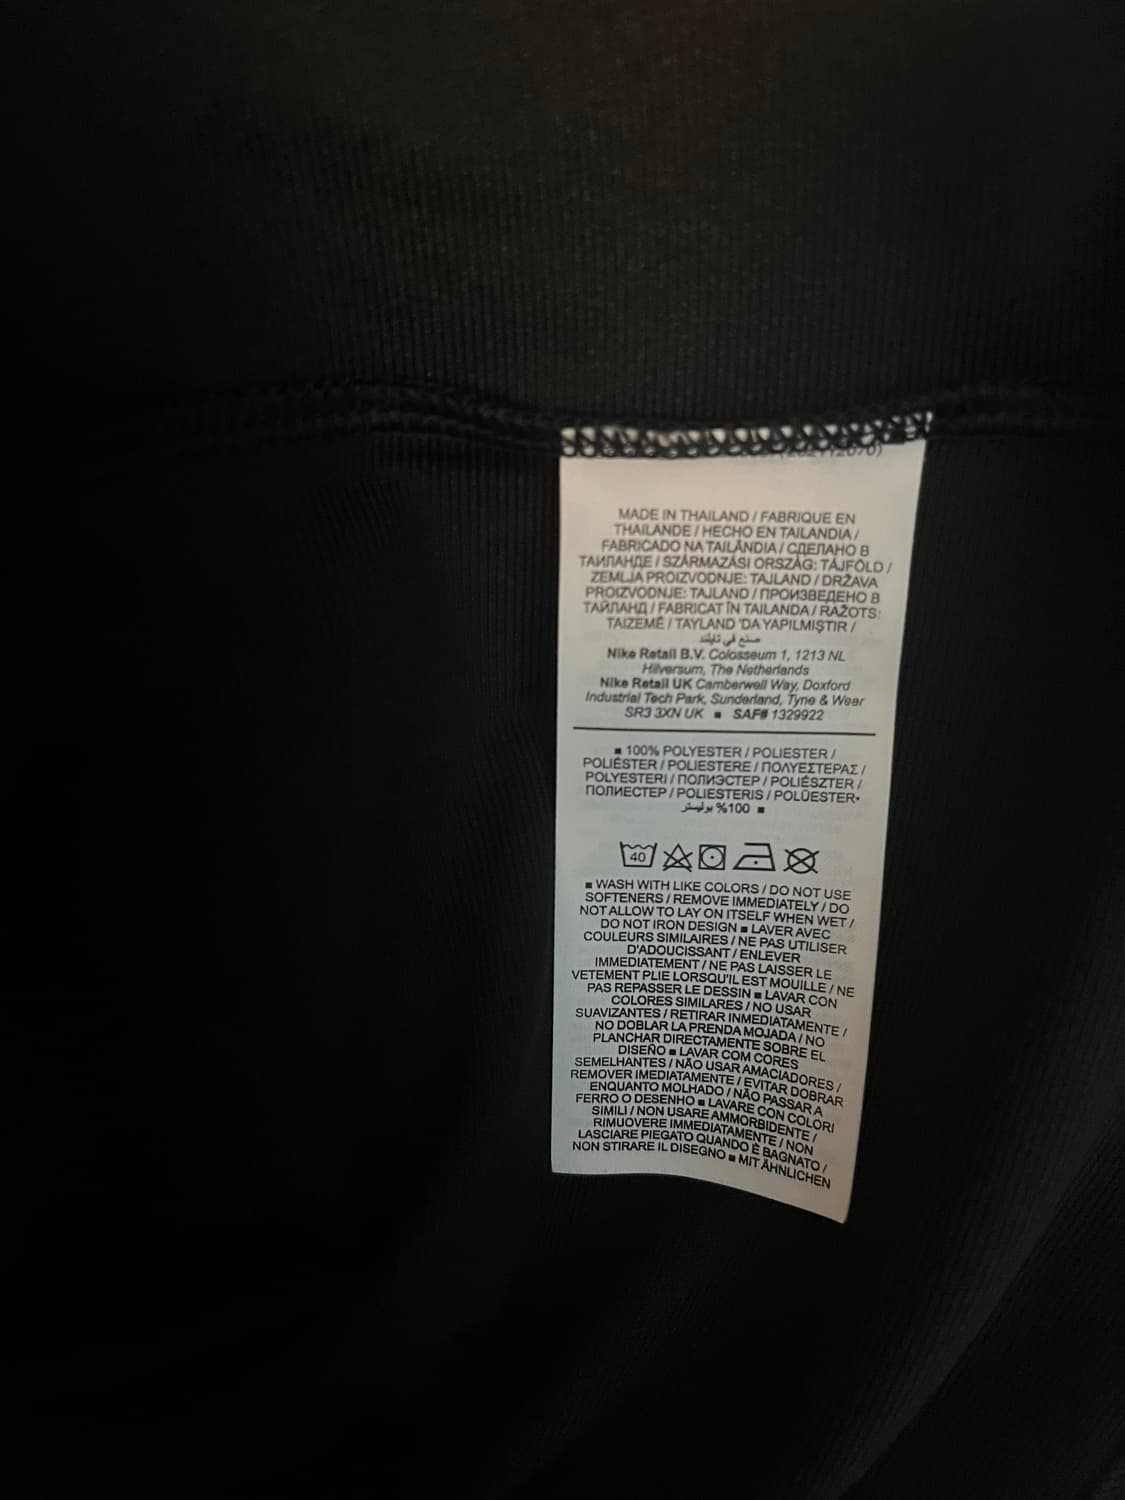 MADE IN THAILAND / FABRIQUE EN
THAILANDE / HECHO EN TAILANDIA /
FABRICADO NA TAILÂNDIA / СДЕЛАНО В
ТАИЛАНДЕ / SZÁRMAZÁSI ORSZÁG: TÁJFÖLD /
ZEMLJA PROIZVODNJE: TAJLAND / DRŽAVA
PROIZVODNJE: TAJLAND / ПРОИЗВЕДЕНО В
ТАЙЛАНД / FABRICAT ÎN TAILANDA / RAŽOTS:
TAIZEMĒ / TAYLAND 'DA YAPILMIŞTIR /
صنع في تايلند
Nike Retail B.V. Colosseum 1, 1213 NL
Hilversum, The Netherlands
Nike Retail UK Camberwell Way, Doxford
Industrial Tech Park, Sunderland, Tyne & Wear
SR3 3XN UK ■ SAF# 1329922
■ 100% POLYESTER / POLIESTER /
POLIÉSTER / POLIESTERE / ΠΟΛΥΕΣΤΕΡΑΣ /
POLYESTERI / ПОЛИЭСТЕР / POLIÉSZTER /
ПОЛИЕСТЕР / POLIESTERIS / POLÜESTER▪
■ 100% بوليستر
40
■ WASH WITH LIKE COLORS / DO NOT USE
SOFTENERS / REMOVE IMMEDIATELY / DO
NOT ALLOW TO LAY ON ITSELF WHEN WET /
DO NOT IRON DESIGN ■ LAVER AVEC
COULEURS SIMILAIRES / NE PAS UTILISER
D'ADOUCISSANT / ENLEVER
IMMEDIATEMENT / NE PAS LAISSER LE
VETEMENT PLIE LORSQU'IL EST MOUILLE / NE
PAS REPASSER LE DESSIN ■ LAVAR CON
COLORES SIMILARES / NO USAR
SUAVIZANTES / RETIRAR INMEDIATAMENTE /
NO DOBLAR LA PRENDA MOJADA / NO
PLANCHAR DIRECTAMENTE SOBRE EL
DISEÑO ■ LAVAR COM CORES
SEMELHANTES / NÃO USAR AMACIADORES /
REMOVER IMEDIATAMENTE / EVITAR DOBRAR
ENQUANTO MOLHADO / NÃO PASSAR A
FERRO O DESENHO ■ LAVARE CON COLORI
SIMILI / NON USARE AMMORBIDENTE /
RIMUOVERE IMMEDIATAMENTE / NON
LASCIARE PIEGATO QUANDO È BAGNATO /
NON STIRARE IL DISEGNO ■ MIT ÄHNLICHEN